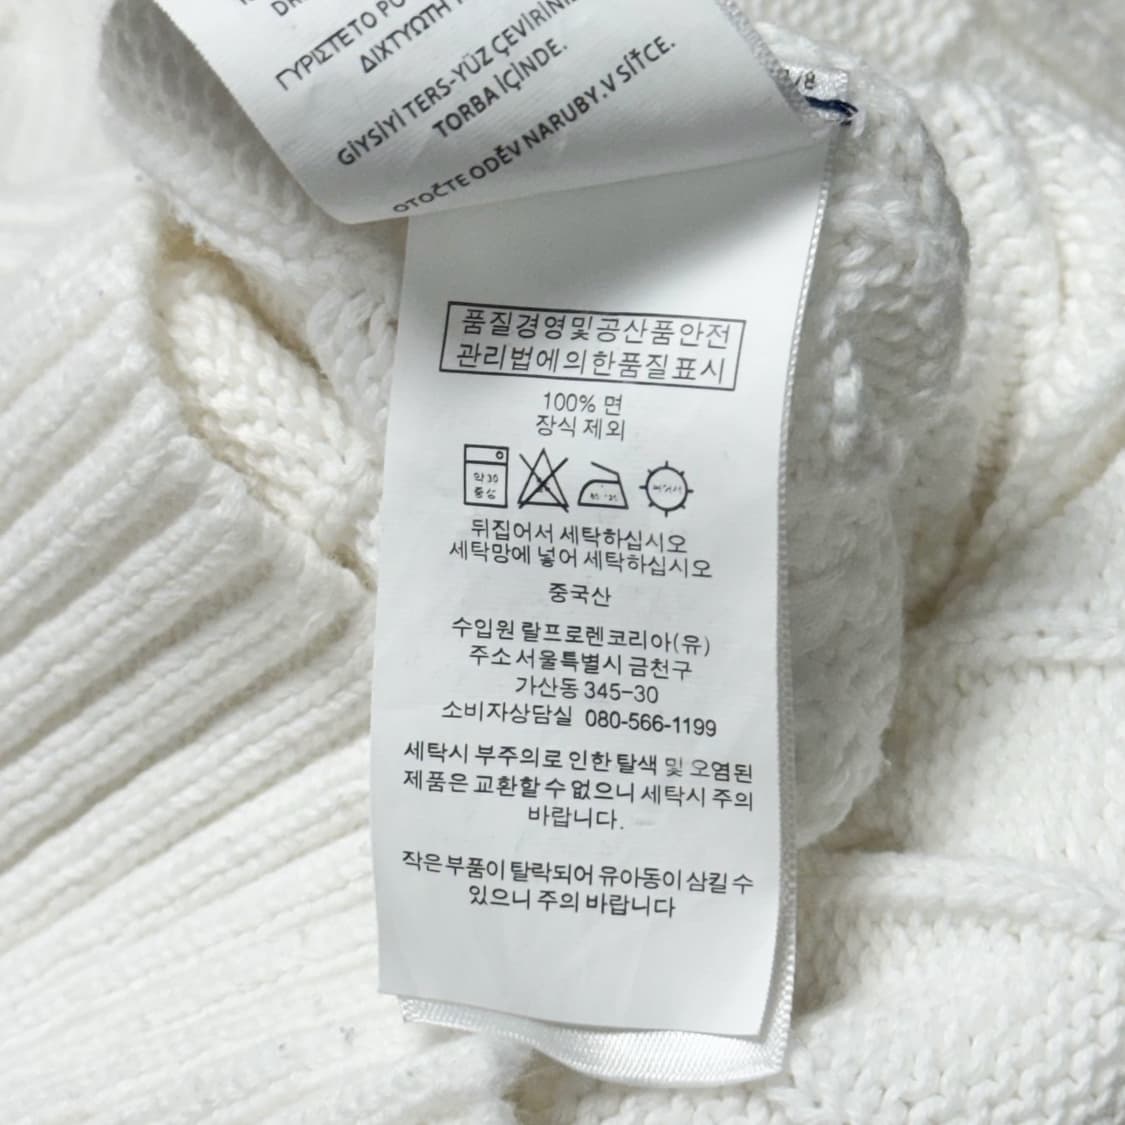 ΓΥΡΙΣΤΕ ΤΟ
ΔΙΧΤΥΩΤΗ
GİYSİYİ TERS-YÜZ ÇEVİRİNİZ
TORBA İÇİNDE.
OTOČTE ODĚV NARUBY. V SÍŤCE.
품질경영및공산품안전
관리법에의한품질표시
100% 면
장식 제외
약 30
중성
뒤집어서 세탁하십시오
세탁망에 넣어 세탁하십시오
중국산
수입원 랄프로렌코리아(유)
주소 서울특별시 금천구
가산동 345-30
소비자상담실 080-566-1199
세탁시 부주의로 인한 탈색 및 오염된
제품은 교환할 수 없으니 세탁시 주의
바랍니다.
작은 부품이 탈락되어 유아동이 삼킬 수
있으니 주의 바랍니다